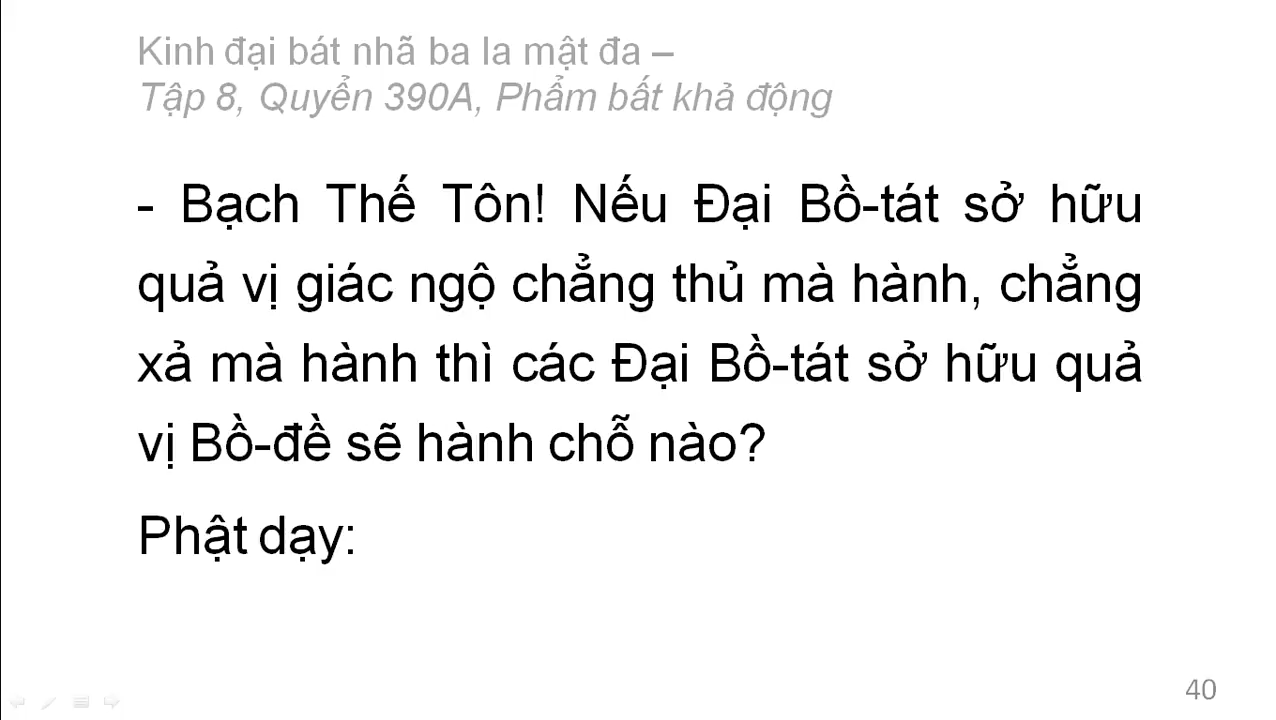 Kinh đại bát nhã ba la mật đa –
Tập 8, Quyển 390A, Phẩm bất khả động
- Bạch Thế Tôn! Nếu Đại Bồ-tát sở hữu
quả vị giác ngộ chẳng thủ mà hành, chẳng
xả mà hành thì các Đại Bồ-tát sở hữu quả
vị Bồ-đề sẽ hành chỗ nào?
Phật dạy:
40